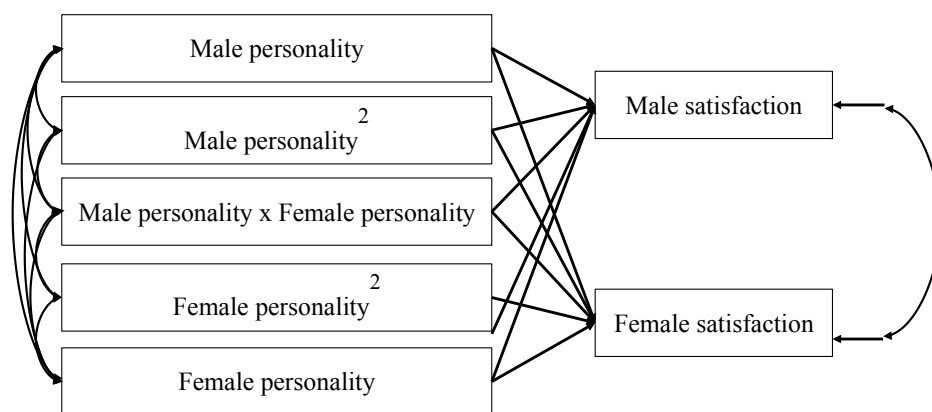 Male personality
Male personality²
Male personality x Female personality
Female personality²
Female personality
Male satisfaction
Female satisfaction